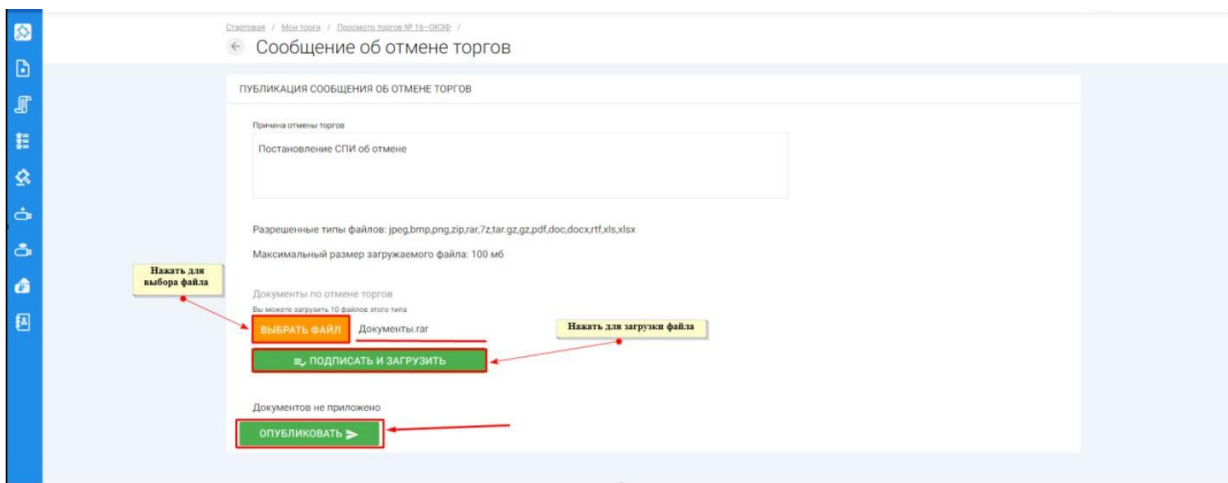 Стартовая / Мои торги / Просмотр торгов № 16-ОКЭФ /
Сообщение об отмене торгов
ПУБЛИКАЦИЯ СООБЩЕНИЯ ОБ ОТМЕНЕ ТОРГОВ
Причина отмены торгов
Постановление СПИ об отмене
Разрешенные типы файлов: jpeg,bmp,png,zip,rar,7z,tar.gz,gz,pdf,doc,docx,rtf,xls,xlsx
Максимальный размер загружаемого файла: 100 мб
Нажать для
выбора файла
Документы по отмене торгов
Вы можете загрузить 10 файлов этого типа
ВЫБРАТЬ ФАЙЛ Документы.rar
Нажать для загрузки файла
ПОДПИСАТЬ И ЗАГРУЗИТЬ
Документов не приложено
ОПУБЛИКОВАТЬ